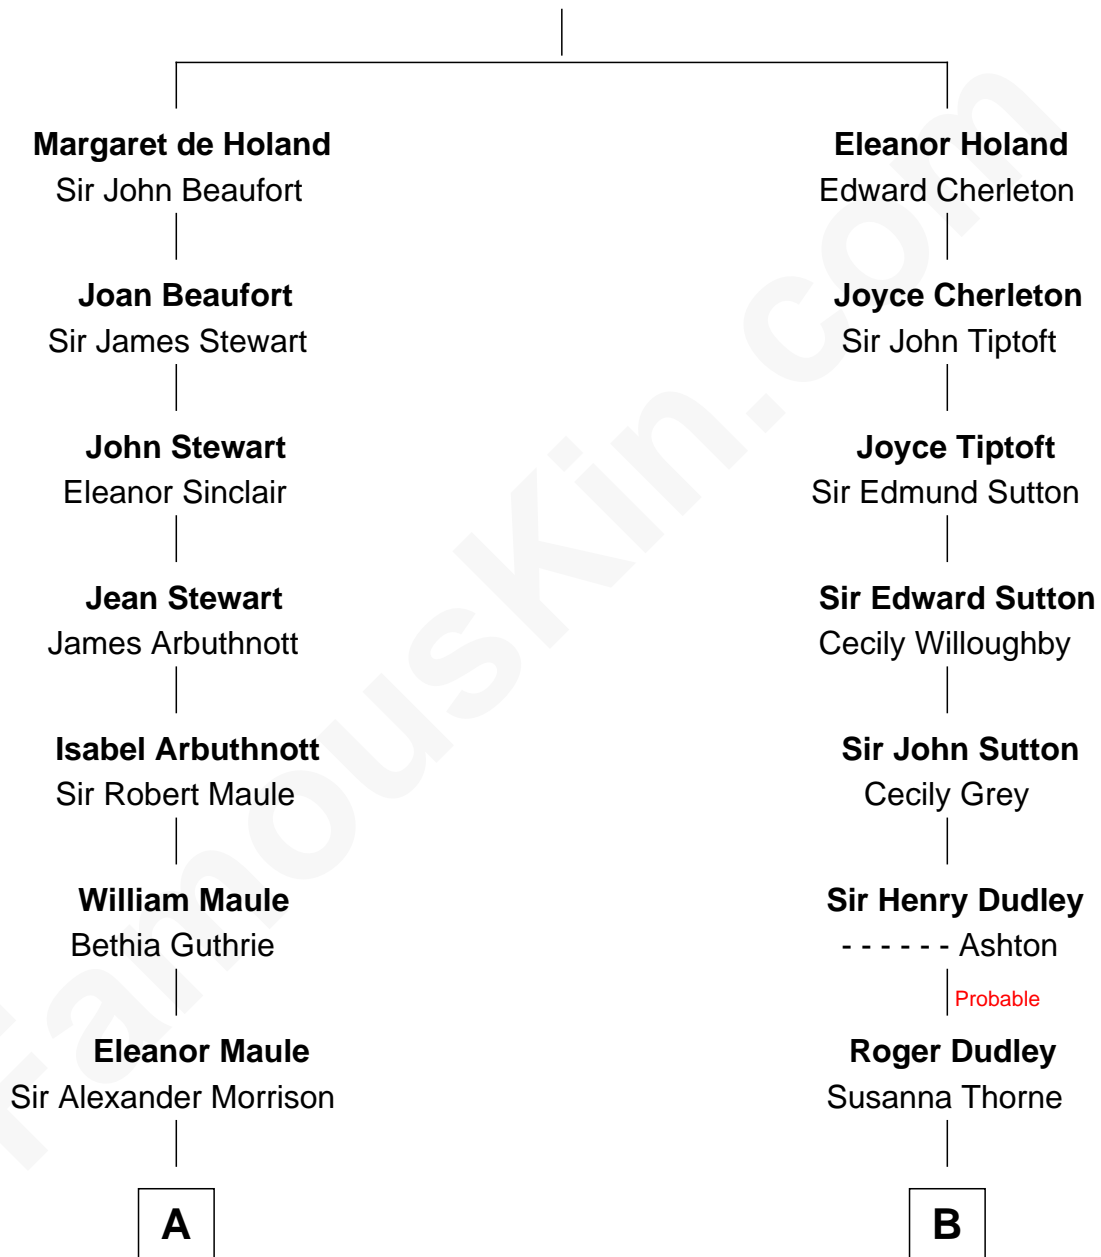 Margaret de Holand
Sir John Beaufort
Joan Beaufort
Sir James Stewart
John Stewart
Eleanor Sinclair
Jean Stewart
James Arbuthnott
Isabel Arbuthnott
Sir Robert Maule
William Maule
Bethia Guthrie
Eleanor Maule
Sir Alexander Morrison
A
Eleanor Holand
Edward Cherleton
Joyce Cherleton
Sir John Tiptoft
Joyce Tiptoft
Sir Edmund Sutton
Sir Edward Sutton
Cecily Willoughby
Sir John Sutton
Cecily Grey
Sir Henry Dudley
- - - - - - Ashton
Probable
Roger Dudley
Susanna Thorne
B
FamousKin.com